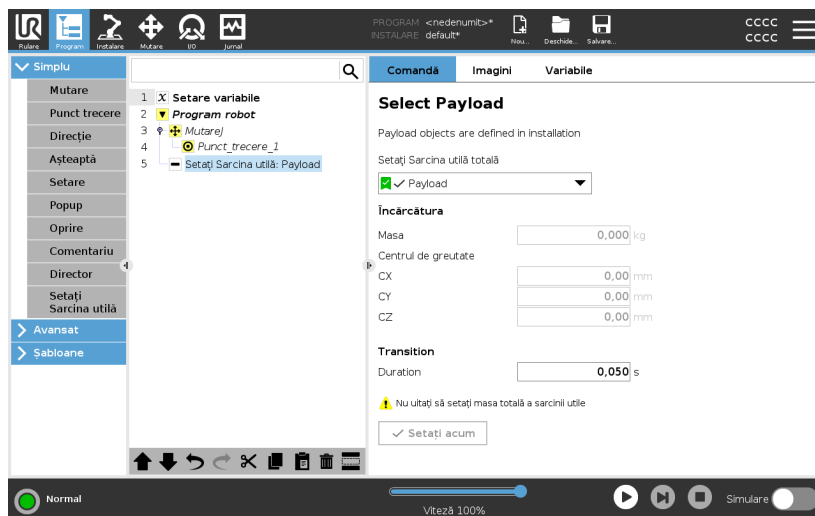 UR
PROGRAM <nedenumit>*
INSTALARE default*
CCCC
CCCC
Rulare Program Instalare Mutare I/O Jurnal Nou... Deschide... Salvare...
Simplu
Mutare
Punct trecere
Direcție
Așteaptă
Setare
Popup
Oprire
Comentariu
Director
Setați
Sarcina utilă
Avansat
Șabloane
1 X Setare variabile
2 Program robot
3 MutareJ
4 Punct_trecere_1
5 Setați Sarcina utilă: Payload
Comandă Imagini Variabile
Select Payload
Payload objects are defined in installation
Setați Sarcina utilă totală
Payload
Încărcătura
Masa 0,000 kg
Centrul de greutate
CX 0,00 mm
CY 0,00 mm
CZ 0,00 mm
Transition
Duration 0,050 s
Nu uitați să setați masa totală a sarcinii utile
Setați acum
Normal
Viteză 100%
Simulare